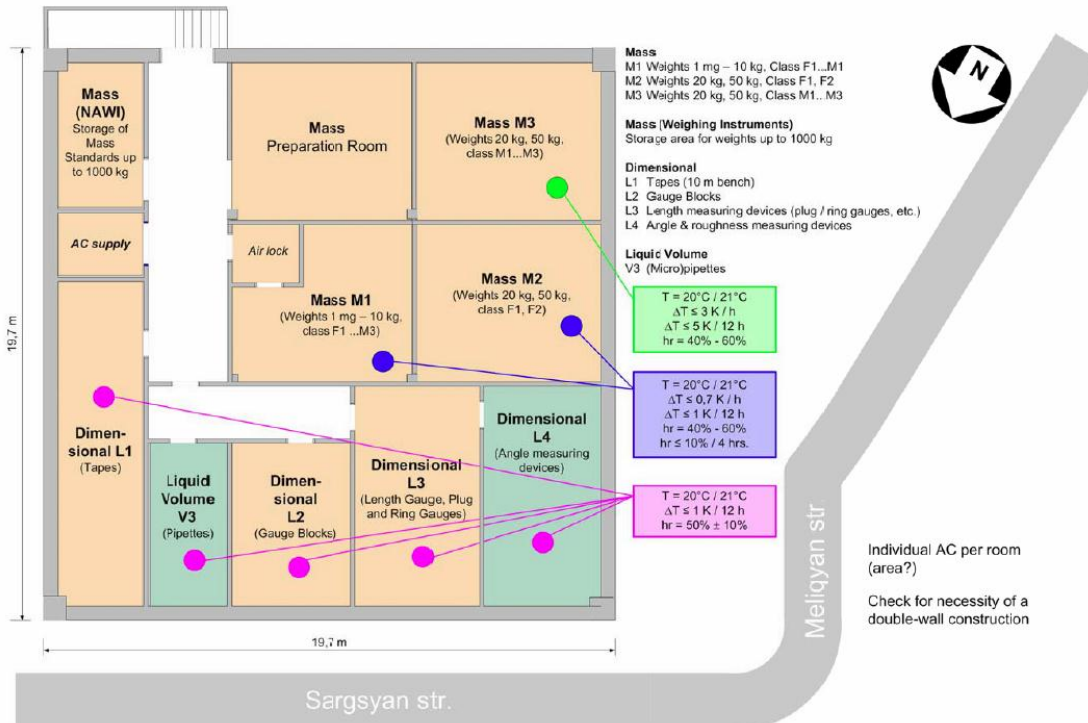 Mass
(NAWI)
Storage of
Mass
Standards up
to 1000 kg
AC supply
Mass
Preparation Room
Mass M3
(Weights 20 kg, 50 kg,
class M1...M3)
Air lock
Mass M1
(Weights 1 mg – 10 kg,
class F1 ...M3)
Mass M2
(Weights 20 kg, 50 kg,
class F1, F2)
Dimen-
sional L1
(Tapes)
Liquid
Volume
V3
(Pipettes)
Dimen-
sional
L2
(Gauge Blocks)
Dimensional
L3
(Length Gauge, Plug
and Ring Gauges)
Dimensional
L4
(Angle measuring
devices)
19,7 m
19,7 m
Mass
M1 Weights 1 mg – 10 kg, Class F1...M1
M2 Weights 20 kg, 50 kg, Class F1, F2
M3 Weights 20 kg, 50 kg, Class M1...M3
Mass (Weighing Instruments)
Storage area for weights up to 1000 kg
Dimensional
L1 Tapes (10 m bench)
L2 Gauge Blocks
L3 Length measuring devices (plug / ring gauges, etc.)
L4 Angle & roughness measuring devices
Liquid Volume
V3 (Micro)pipettes
T = 20°C / 21°C
ΔT ≤ 3 K / h
ΔT ≤ 5 K / 12 h
hr = 40% - 60%
T = 20°C / 21°C
ΔT ≤ 0,7 K / h
ΔT ≤ 1 K / 12 h
hr = 40% - 60%
hr ≤ 10% / 4 hrs.
T = 20°C / 21°C
ΔT ≤ 1 K / 12 h
hr = 50% ± 10%
N
Individual AC per room
(area?)
Check for necessity of a
double-wall construction
Meliqyan str.
Sargsyan str.